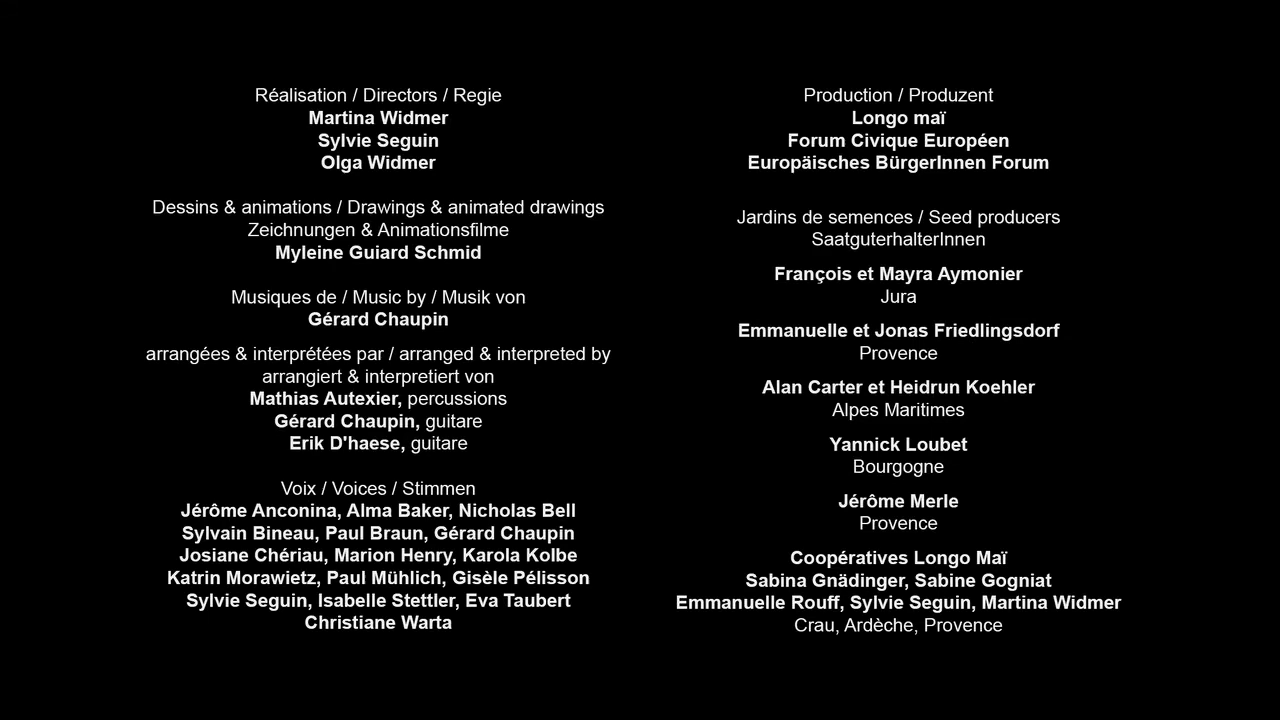 Réalisation / Directors / Regie
Martina Widmer
Sylvie Seguin
Olga Widmer
Dessins & animations / Drawings & animated drawings
Zeichnungen & Animationsfilme
Myleine Guiard Schmid
Musiques de / Music by / Musik von
Gérard Chaupin
arrangées & interprétées par / arranged & interpreted by
arrangiert & interpretiert von
Mathias Autexier, percussions
Gérard Chaupin, guitare
Erik D'haese, guitare
Voix / Voices / Stimmen
Jérôme Anconina, Alma Baker, Nicholas Bell
Sylvain Bineau, Paul Braun, Gérard Chaupin
Josiane Chériau, Marion Henry, Karola Kolbe
Katrin Morawietz, Paul Mühlich, Gisèle Pélisson
Sylvie Seguin, Isabelle Stettler, Eva Taubert
Christiane Warta
Production / Produzent
Longo maï
Forum Civique Européen
Europäisches BürgerInnen Forum
Jardins de semences / Seed producers
SaatguterhalterInnen
François et Mayra Aymonier
Jura
Emmanuelle et Jonas Friedlingsdorf
Provence
Alan Carter et Heidrun Koehler
Alpes Maritimes
Yannick Loubet
Bourgogne
Jérôme Merle
Provence
Coopératives Longo Maï
Sabina Gnädinger, Sabine Gogniat
Emmanuelle Rouff, Sylvie Seguin, Martina Widmer
Crau, Ardèche, Provence